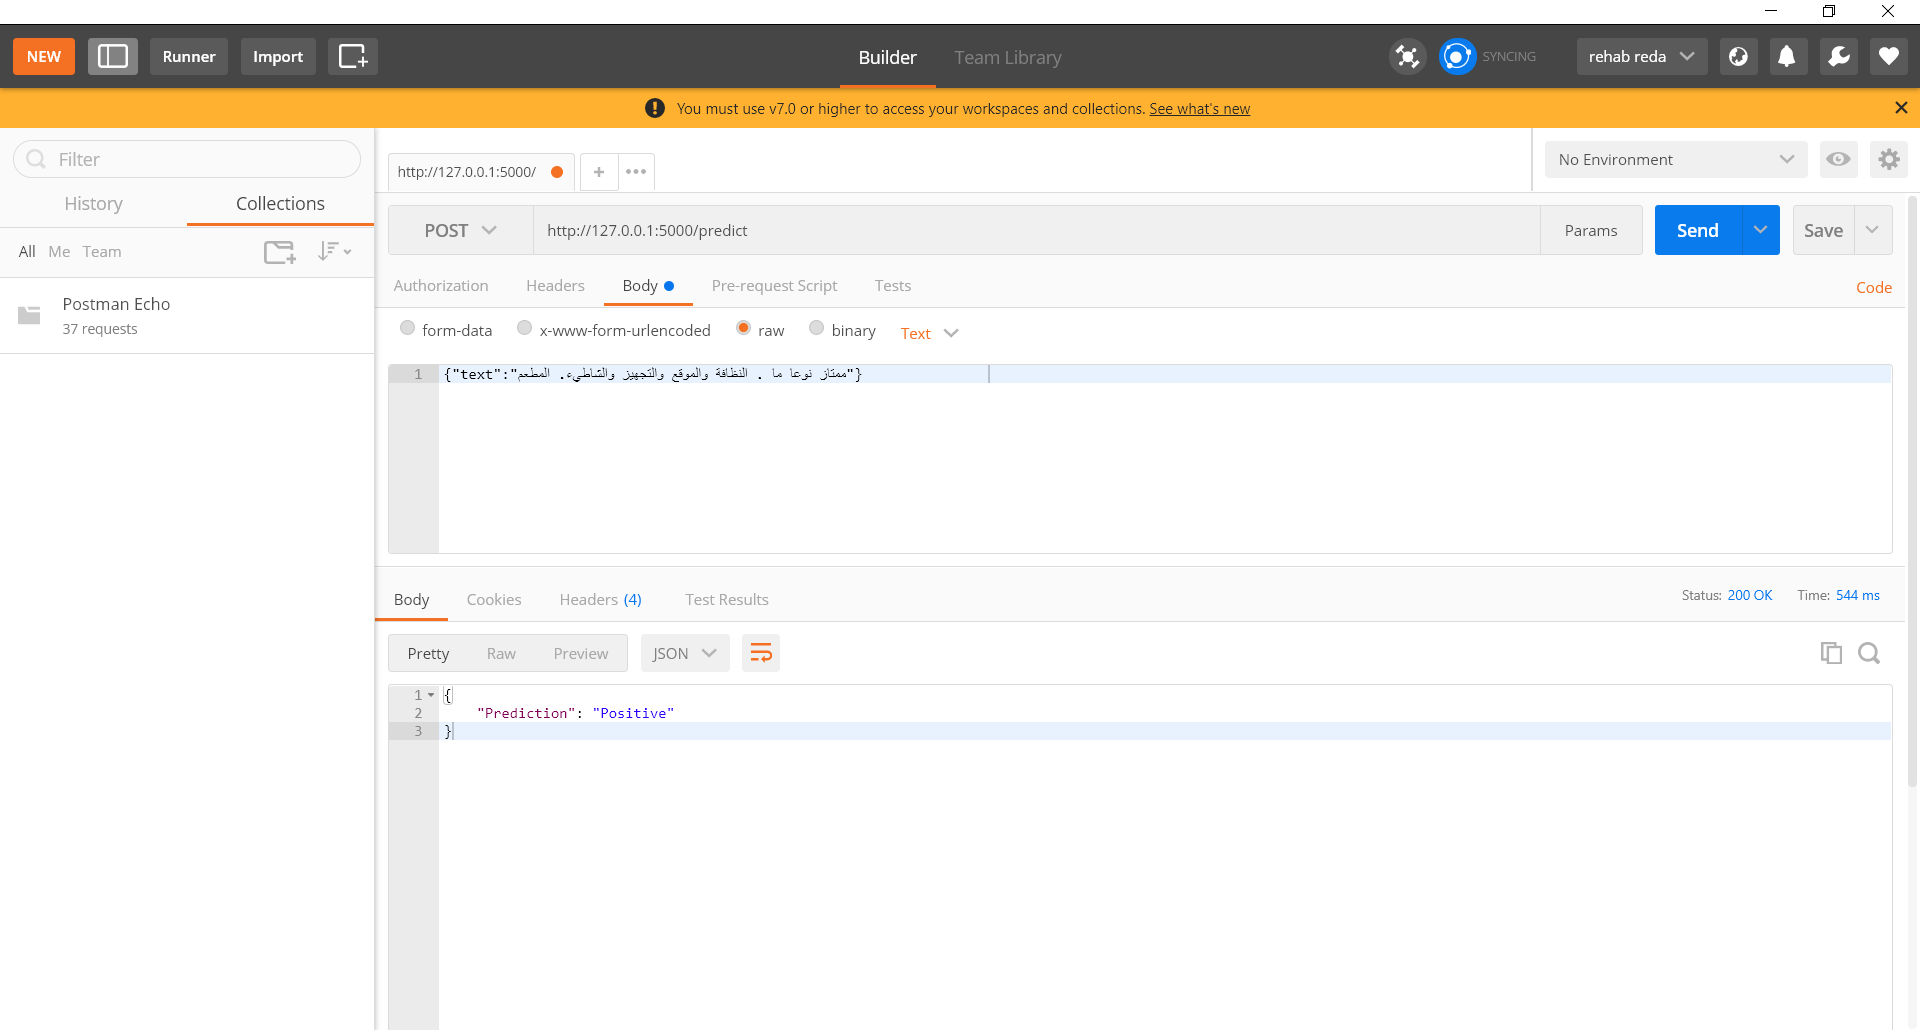 NEW
Runner
Import
Builder
Team Library
SYNCING
rehab reda
You must use v7.0 or higher to access your workspaces and collections. See what's new
Filter
History
Collections
All
Me
Team
Postman Echo
37 requests
http://127.0.0.1:5000/
No Environment
POST
http://127.0.0.1:5000/predict
Params
Send
Save
Authorization
Headers
Body
Pre-request Script
Tests
Code
form-data
x-www-form-urlencoded
raw
binary
Text
1 {"text":"ممتاز نوعا ما . النظافة والموقع والتجهيز والشاطيء. المطعم"}
Body
Cookies
Headers (4)
Test Results
Status: 200 OK
Time: 544 ms
Pretty
Raw
Preview
JSON
1 {
2 "Prediction": "Positive"
3 }